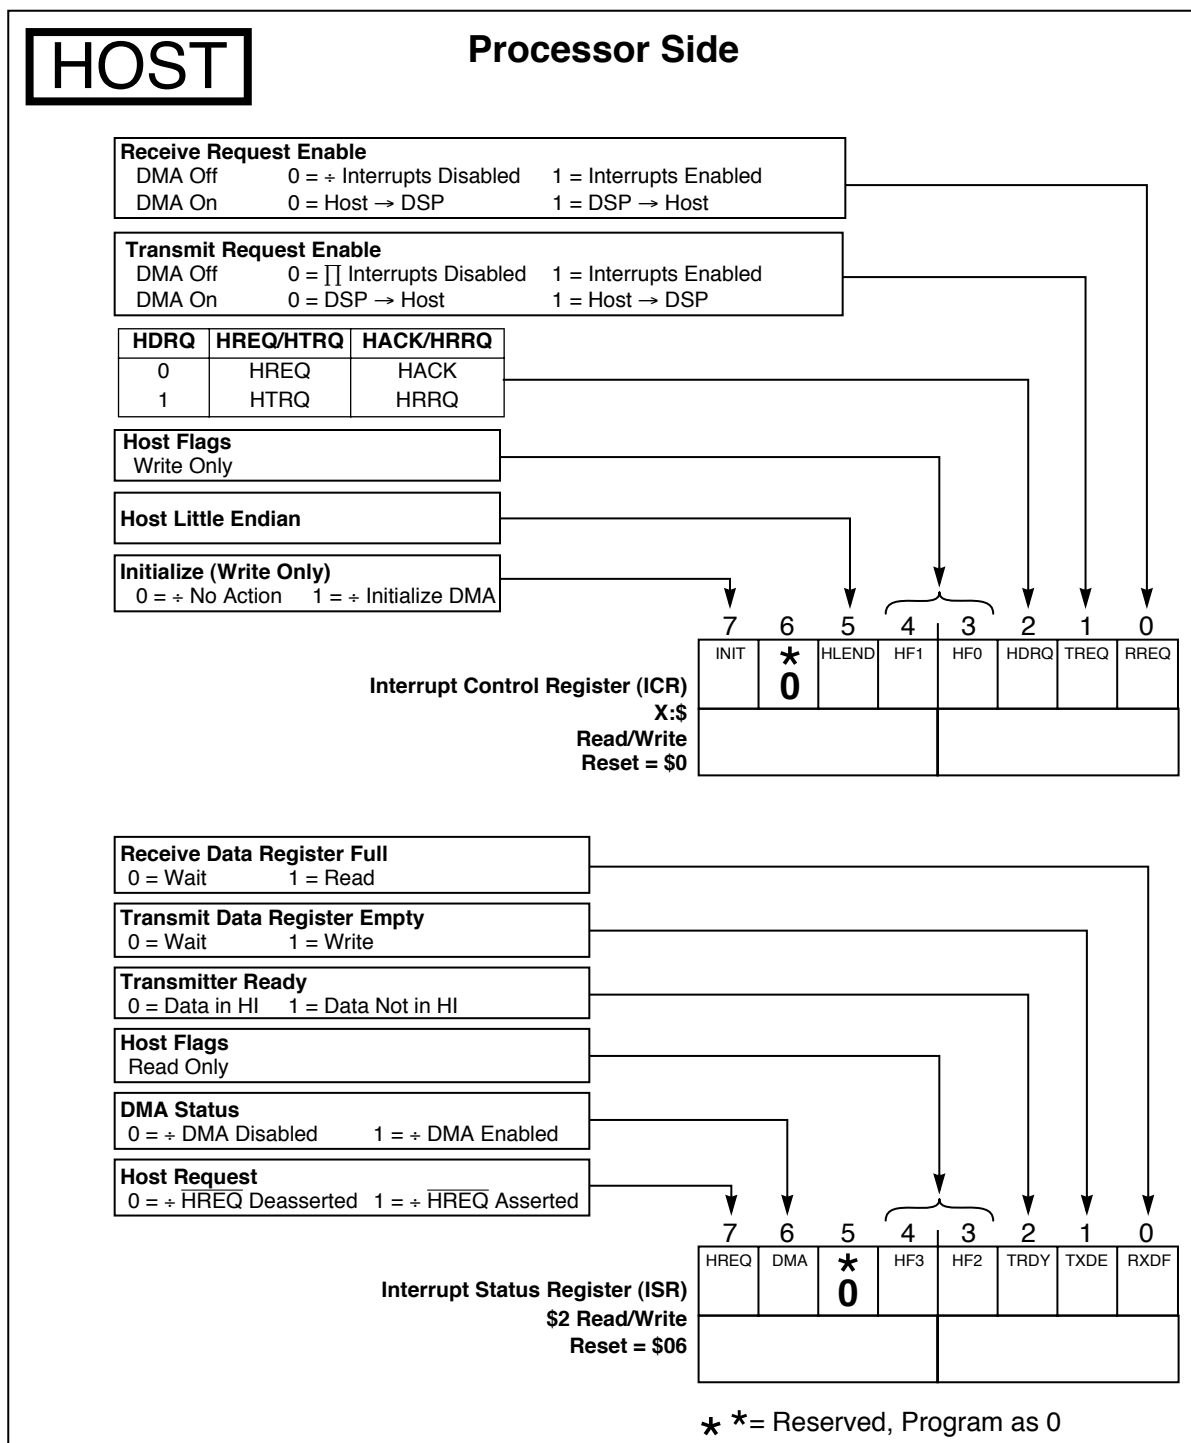 HOST
Processor Side
Receive Request Enable
DMA Off 0 = ÷ Interrupts Disabled 1 = Interrupts Enabled
DMA On 0 = Host → DSP 1 = DSP → Host
Transmit Request Enable
DMA Off 0 = ∏ Interrupts Disabled 1 = Interrupts Enabled
DMA On 0 = DSP → Host 1 = Host → DSP
HDRQ HREQ/HTRQ HACK/HRRQ
0 HREQ HACK
1 HTRQ HRRQ
Host Flags
Write Only
Host Little Endian
Initialize (Write Only)
0 = ÷ No Action 1 = ÷ Initialize DMA
7 6 5 4 3 2 1 0
INIT * HLEND HF1 HF0 HDRQ TREQ RREQ
0
Interrupt Control Register (ICR)
X:$
Read/Write
Reset = $0
Receive Data Register Full
0 = Wait 1 = Read
Transmit Data Register Empty
0 = Wait 1 = Write
Transmitter Ready
0 = Data in HI 1 = Data Not in HI
Host Flags
Read Only
DMA Status
0 = ÷ DMA Disabled 1 = ÷ DMA Enabled
Host Request
0 = ÷ H̅R̅E̅Q̅ Deasserted 1 = ÷ H̅R̅E̅Q̅ Asserted
7 6 5 4 3 2 1 0
HREQ DMA * HF3 HF2 TRDY TXDE RXDF
0
Interrupt Status Register (ISR)
$2 Read/Write
Reset = $06
* *= Reserved, Program as 0